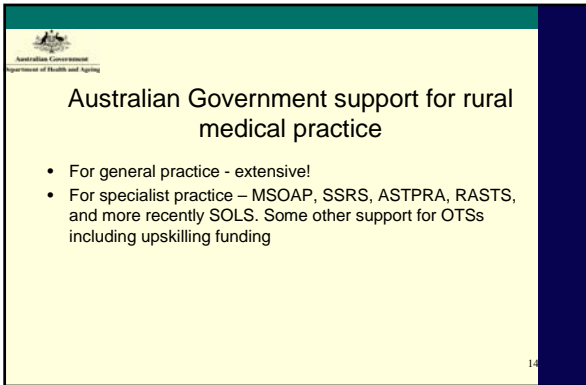 Australian Government
Department of Health and Ageing
Australian Government support for rural
medical practice
• For general practice - extensive!
• For specialist practice – MSOAP, SSRS, ASTPRA, RASTS,
and more recently SOLS. Some other support for OTSs
including upskilling funding
14